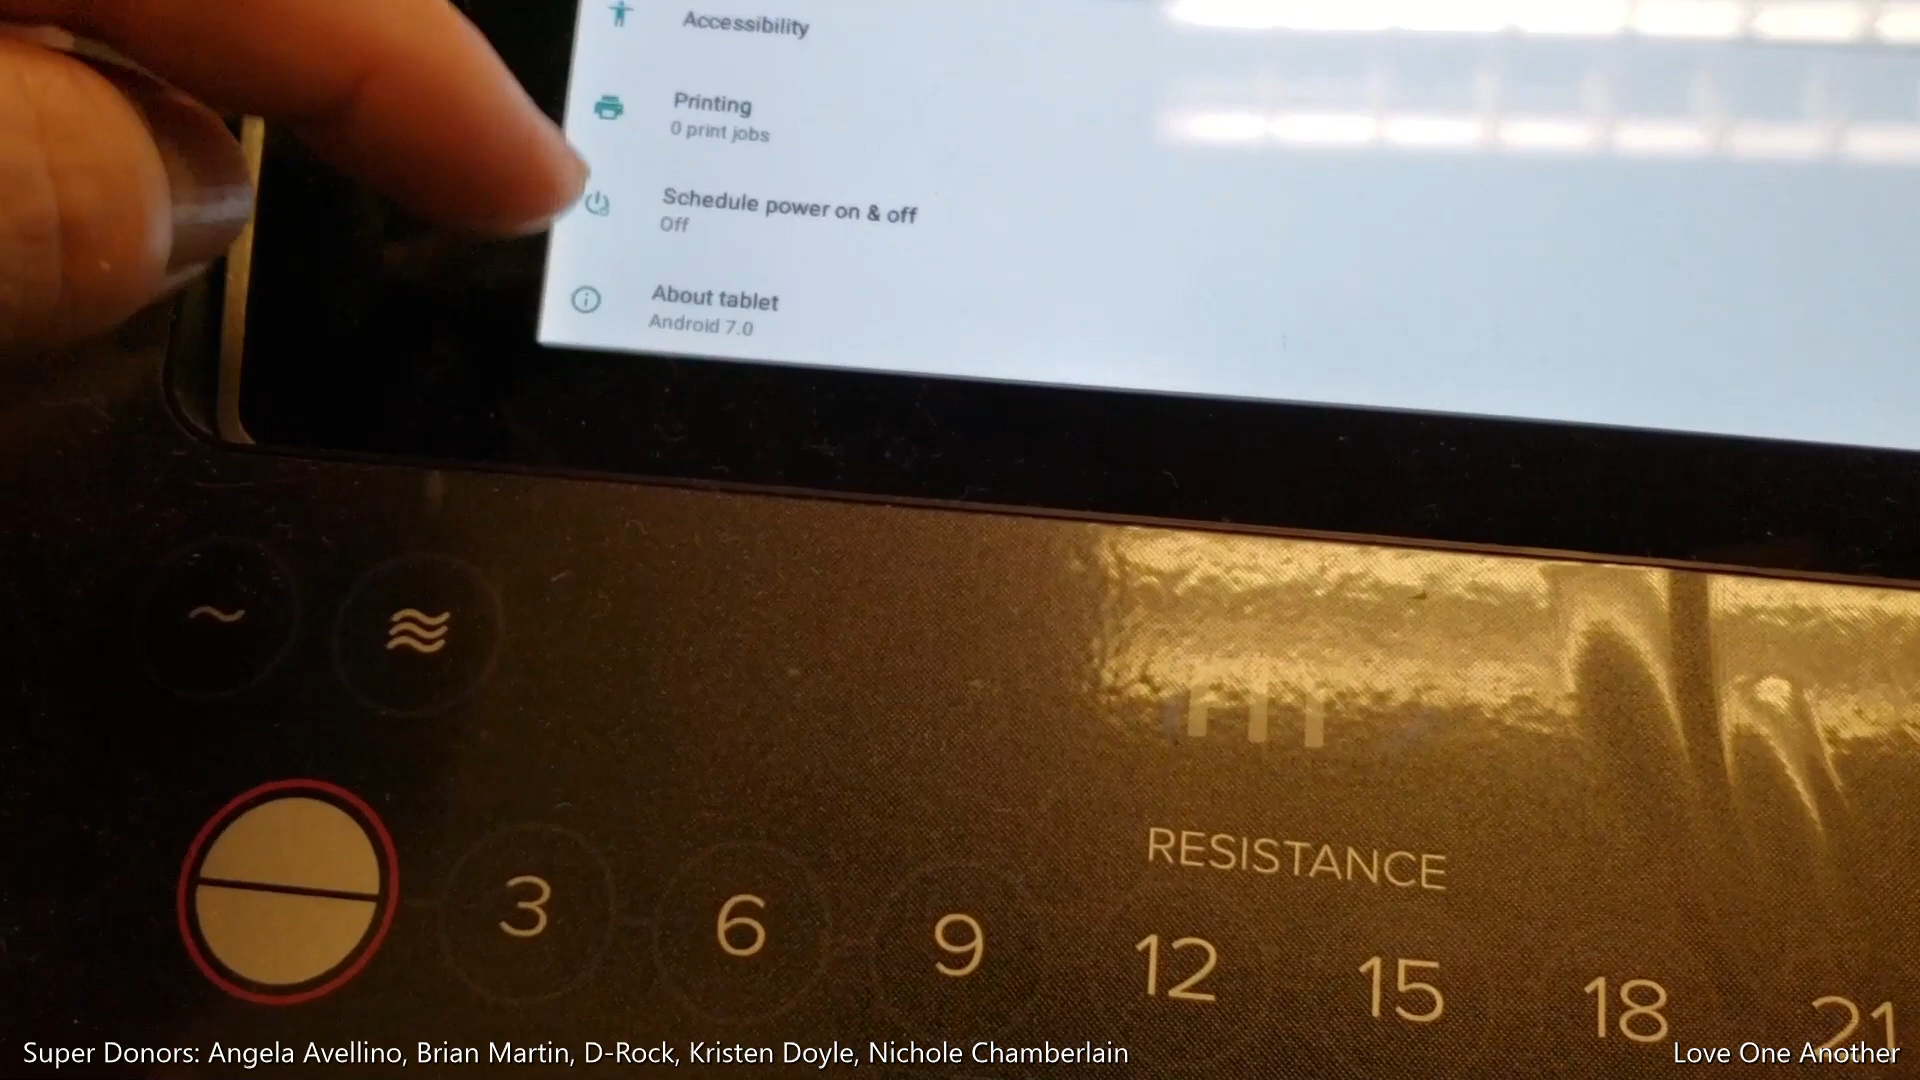 Accessibility
Printing
0 print jobs
Schedule power on & off
Off
About tablet
Android 7.0
RESISTANCE
3 6 9 12 15 18 21
Super Donors: Angela Avellino, Brian Martin, D-Rock, Kristen Doyle, Nichole Chamberlain
Love One Another